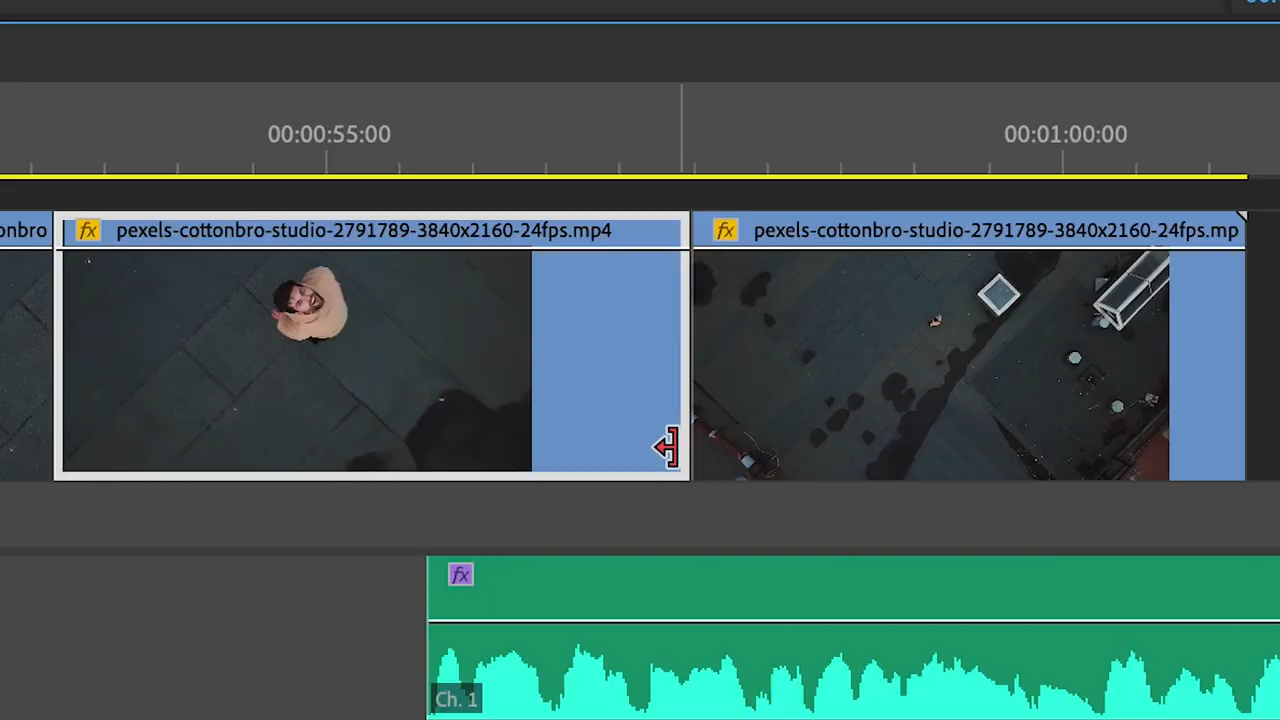 00:00:55:00 00:01:00:00
onbro fx pexels-cottonbro-studio-2791789-3840x2160-24fps.mp4 fx pexels-cottonbro-studio-2791789-3840x2160-24fps.mp
fx
Ch. 1